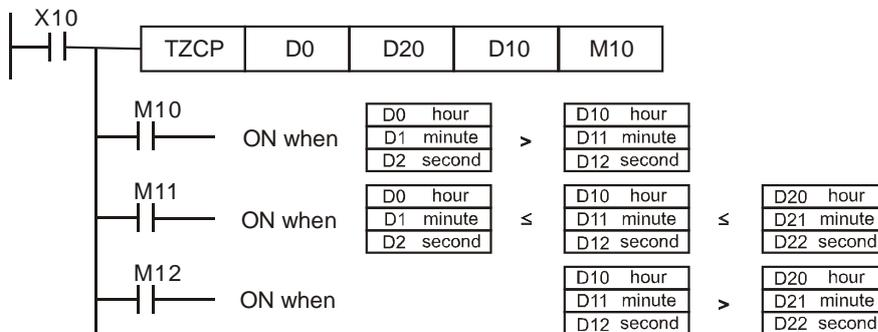 X10
TZCP D0 D20 D10 M10
M10
ON when
D0 hour
D1 minute
D2 second
>
D10 hour
D11 minute
D12 second
M11
ON when
D0 hour
D1 minute
D2 second
≤
D10 hour
D11 minute
D12 second
≤
D20 hour
D21 minute
D22 second
M12
ON when
D10 hour
D11 minute
D12 second
>
D20 hour
D21 minute
D22 second